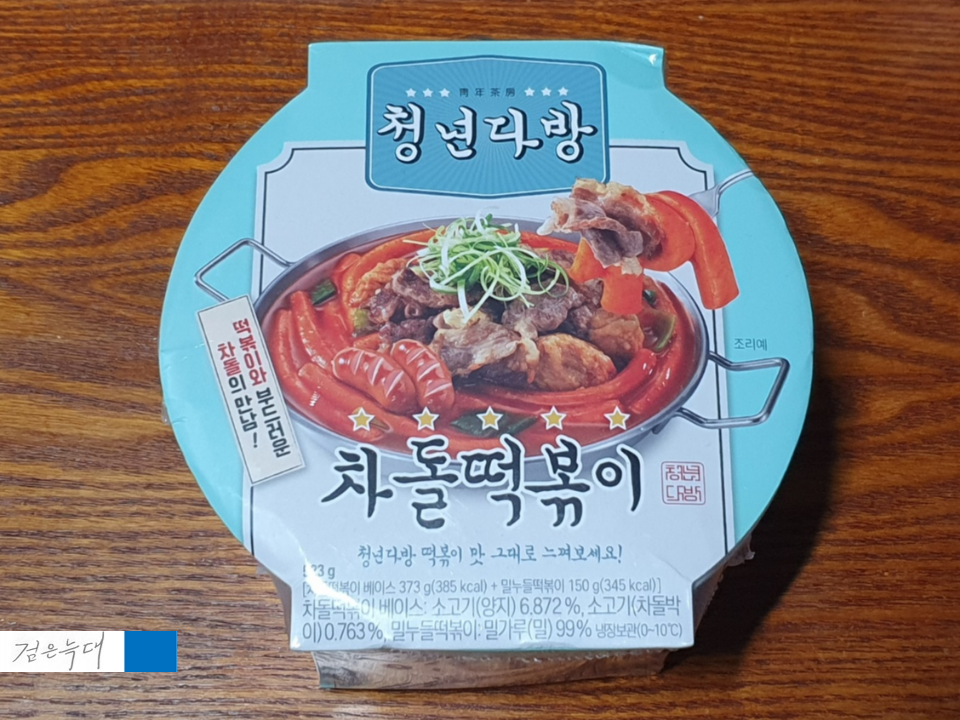 靑年茶房
청년다방
조리예
떡볶이와 부드러운
차돌의 만남!
차돌떡볶이
청년
다방
청년다방 떡볶이 맛 그대로 느껴보세요!
523 g
[차돌떡볶이 베이스 373 g(385 kcal) + 밀누들떡볶이 150 g(345 kcal)]
차돌떡볶이 베이스: 소고기(양지) 6.872 %, 소고기(차돌박
이) 0.763 %, 밀누들떡볶이: 밀가루(밀) 99 % 냉장보관(0~10℃)
검은늑대